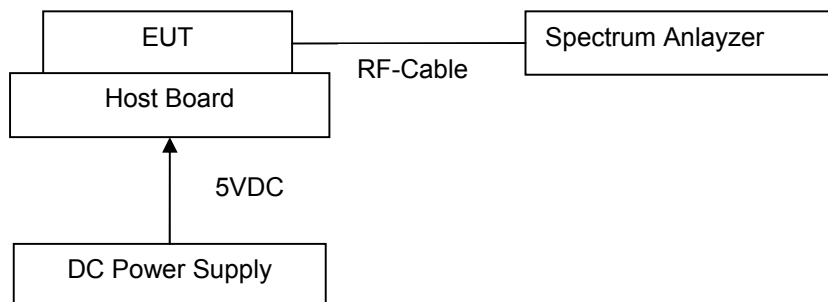 EUT
Spectrum Anlayzer
RF-Cable
Host Board
5VDC
DC Power Supply